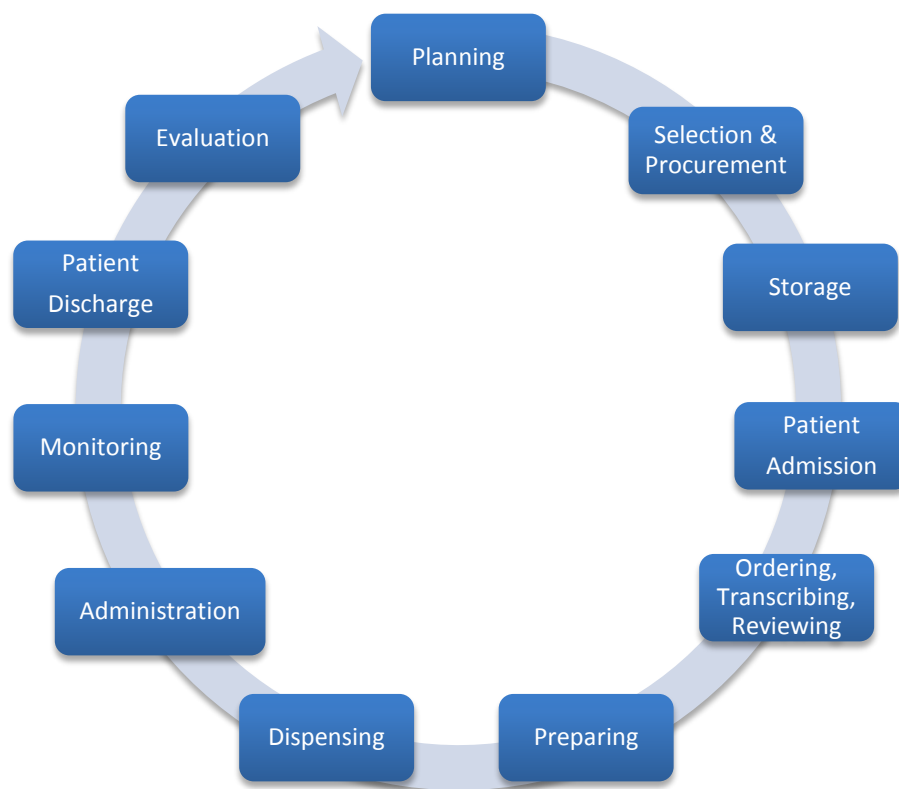 Planning
Selection &
Procurement
Storage
Patient
Admission
Ordering,
Transcribing,
Reviewing
Preparing
Dispensing
Administration
Monitoring
Patient
Discharge
Evaluation